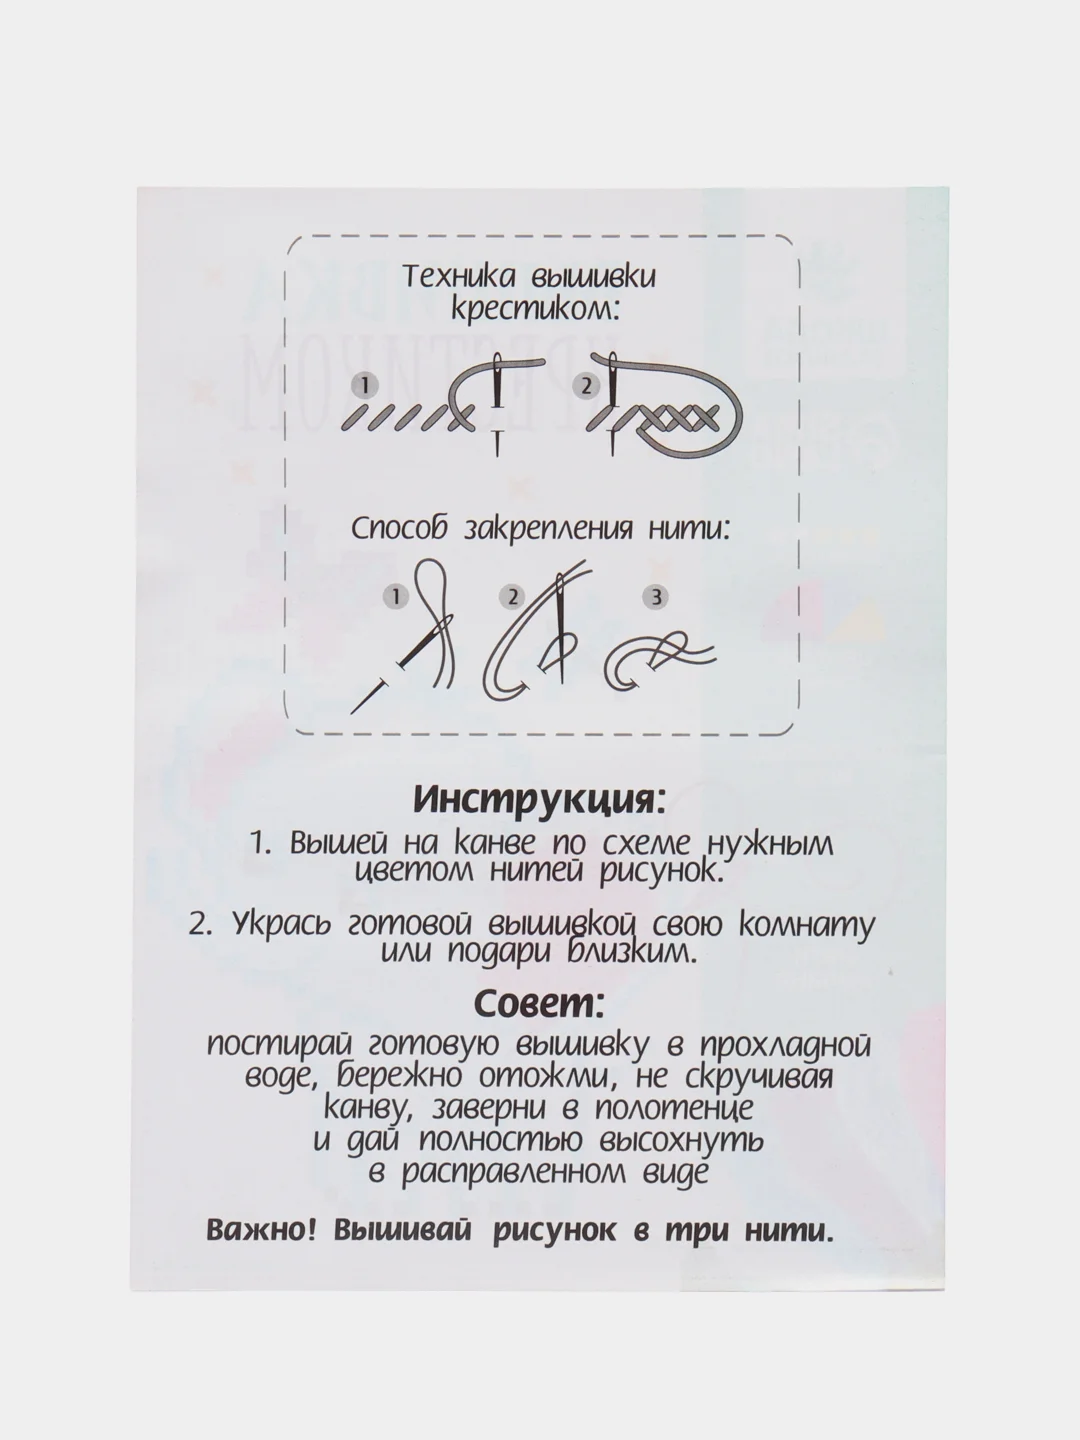 Техника вышивки
крестиком:
1
2
Способ закрепления нити:
1
2
3
Инструкция:
1. Вышей на канве по схеме нужным
цветом нитей рисунок.
2. Укрась готовой вышивкой свою комнату
или подари близким.
Совет:
постирай готовую вышивку в прохладной
воде, бережно отожми, не скручивая
канву, заверни в полотенце
и дай полностью высохнуть
в расправленном виде
Важно! Вышивай рисунок в три нити.